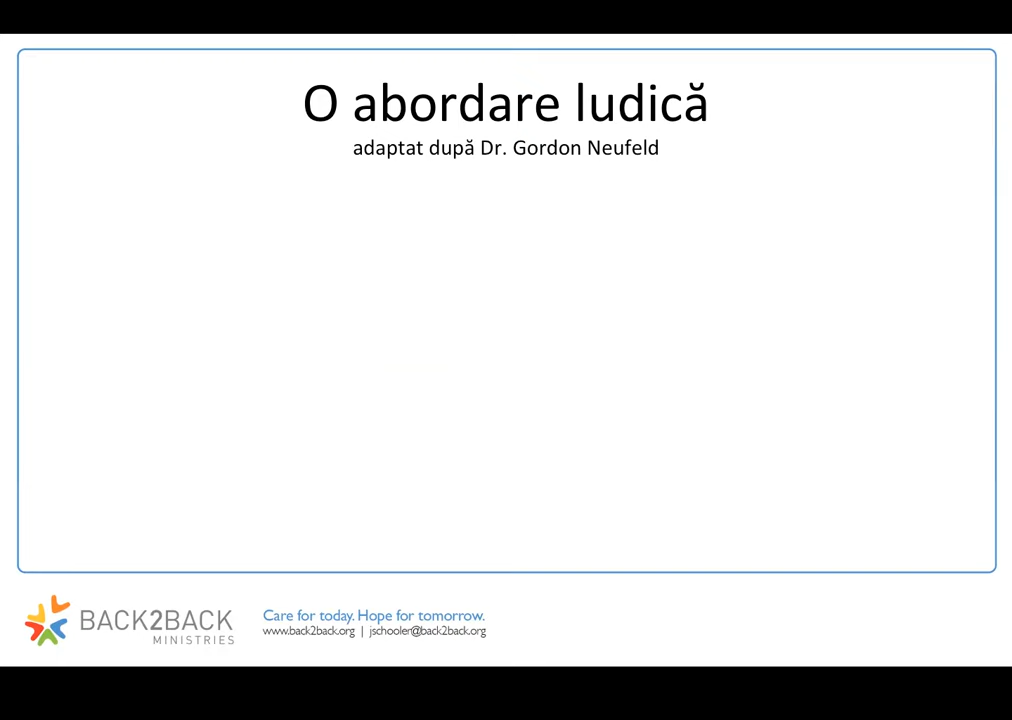 O abordare ludică
adaptat după Dr. Gordon Neufeld
BACK2BACK
MINISTRIES
Care for today. Hope for tomorrow.
www.back2back.org | jschooler@back2back.org